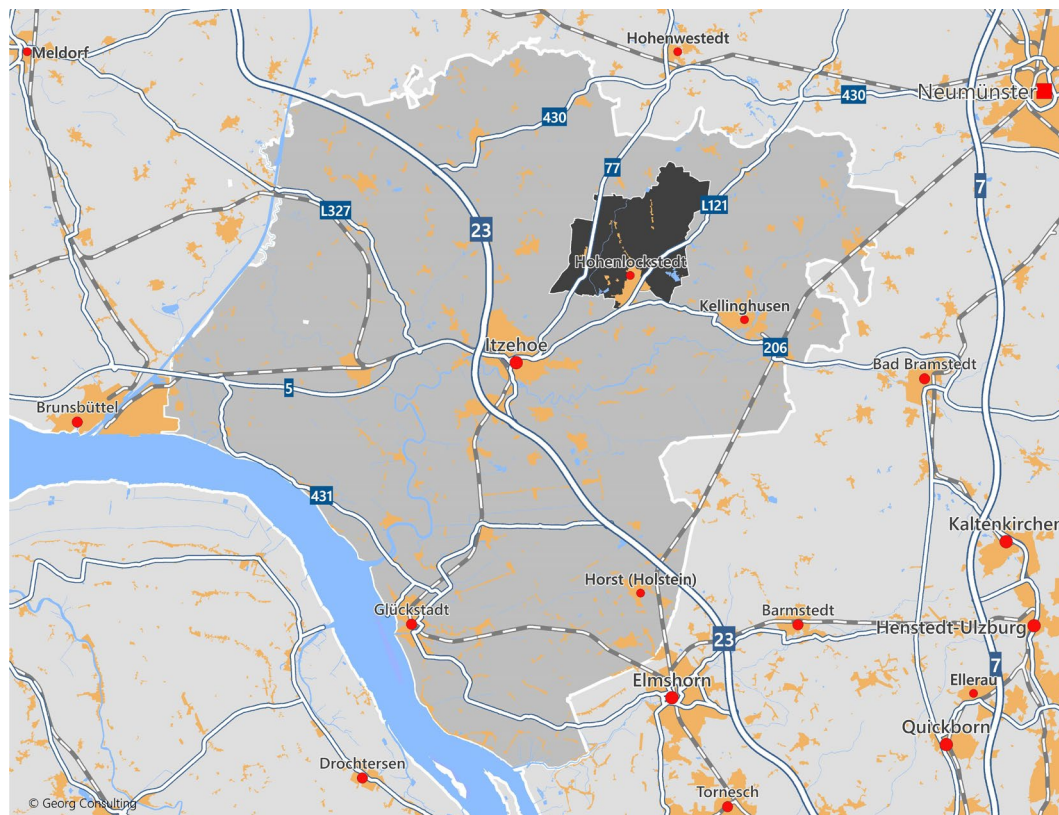 Meldorf
Hohenwestedt
Neumünster
430
430
77
7
L327
L121
23
Hohenlockstedt
Kellinghusen
Itzehoe
206
Bad Bramstedt
5
Brunsbüttel
431
Kaltenkirchen
Horst (Holstein)
Glückstadt
Barmstedt
23
Henstedt-Ulzburg
7
Elmshorn
Ellerau
Quickborn
Drochtersen
Tornesch
© Georg Consulting